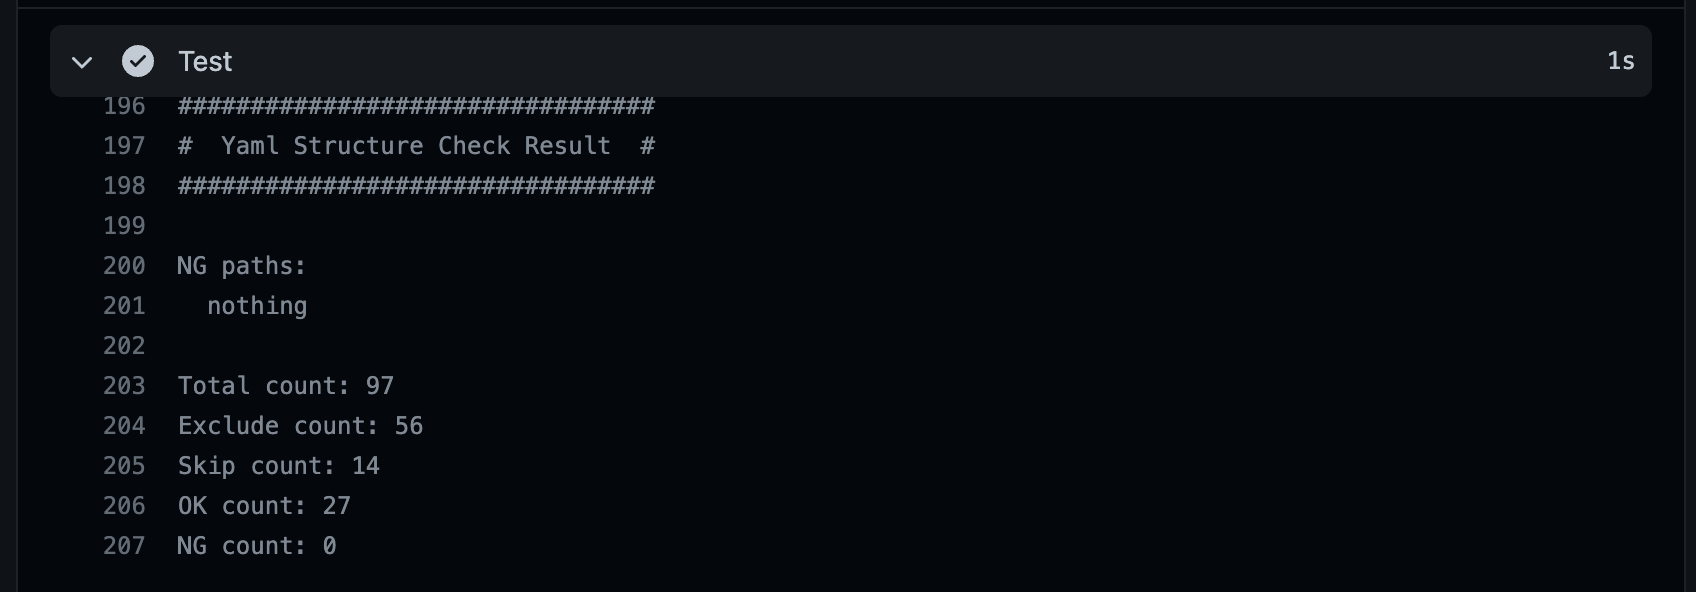 Test 1s
196 #################################
197 #  Yaml Structure Check Result  #
198 #################################
199
200 NG paths:
201   nothing
202
203 Total count: 97
204 Exclude count: 56
205 Skip count: 14
206 OK count: 27
207 NG count: 0